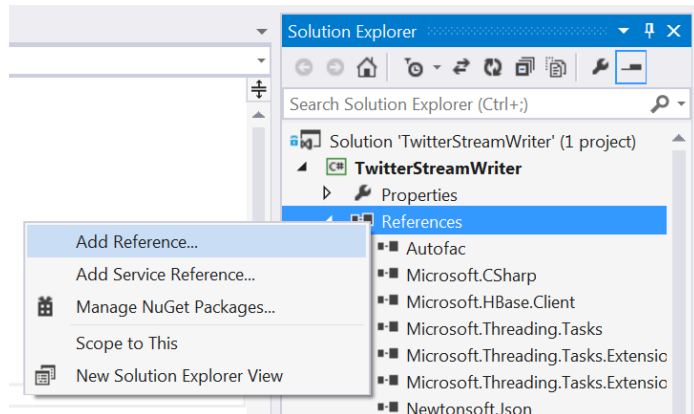 Solution Explorer
Search Solution Explorer (Ctrl+;)
Solution 'TwitterStreamWriter' (1 project)
C# TwitterStreamWriter
Properties
References
Autofac
Microsoft.CSharp
Microsoft.HBase.Client
Microsoft.Threading.Tasks
Microsoft.Threading.Tasks.Extensio
Microsoft.Threading.Tasks.Extensio
Newtonsoft.Json
Add Reference...
Add Service Reference...
Manage NuGet Packages...
Scope to This
New Solution Explorer View